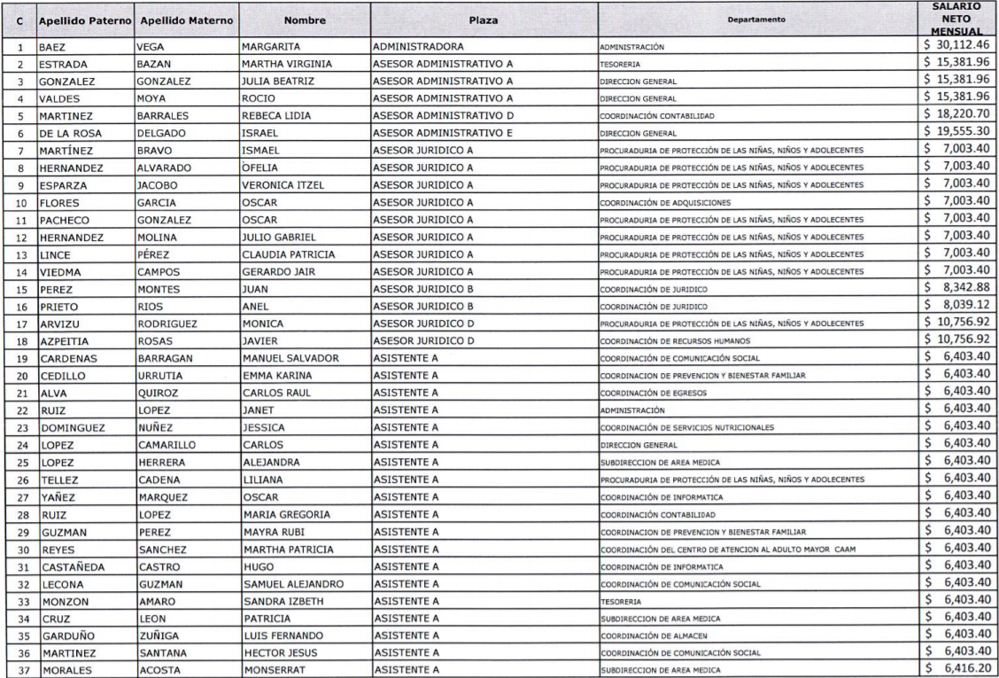 C Apellido Paterno Apellido Materno Nombre Plaza Departamento SALARIO NETO MENSUAL
1 BAEZ VEGA MARGARITA ADMINISTRADORA ADMINISTRACIÓN $ 30,112.46
2 ESTRADA BAZAN MARTHA VIRGINIA ASESOR ADMINISTRATIVO A TESORERIA $ 15,381.96
3 GONZALEZ GONZALEZ JULIA BEATRIZ ASESOR ADMINISTRATIVO A DIRECCION GENERAL $ 15,381.96
4 VALDES MOYA ROCIO ASESOR ADMINISTRATIVO A DIRECCION GENERAL $ 15,381.96
5 MARTINEZ BARRALES REBECA LIDIA ASESOR ADMINISTRATIVO D COORDINACIÓN CONTABILIDAD $ 18,220.70
6 DE LA ROSA DELGADO ISRAEL ASESOR ADMINISTRATIVO E DIRECCION GENERAL $ 19,555.30
7 MARTÍNEZ BRAVO ISMAEL ASESOR JURIDICO A PROCURADURIA DE PROTECCIÓN DE LAS NIÑAS, NIÑOS Y ADOLECENTES $ 7,003.40
8 HERNANDEZ ALVARADO OFELIA ASESOR JURIDICO A PROCURADURIA DE PROTECCIÓN DE LAS NIÑAS, NIÑOS Y ADOLECENTES $ 7,003.40
9 ESPARZA JACOBO VERONICA ITZEL ASESOR JURIDICO A PROCURADURIA DE PROTECCIÓN DE LAS NIÑAS, NIÑOS Y ADOLECENTES $ 7,003.40
10 FLORES GARCIA OSCAR ASESOR JURIDICO A COORDINACIÓN DE ADQUISICIONES $ 7,003.40
11 PACHECO GONZALEZ OSCAR ASESOR JURIDICO A PROCURADURIA DE PROTECCIÓN DE LAS NIÑAS, NIÑOS Y ADOLECENTES $ 7,003.40
12 HERNANDEZ MOLINA JULIO GABRIEL ASESOR JURIDICO A PROCURADURIA DE PROTECCIÓN DE LAS NIÑAS, NIÑOS Y ADOLECENTES $ 7,003.40
13 LINCE PÉREZ CLAUDIA PATRICIA ASESOR JURIDICO A PROCURADURIA DE PROTECCIÓN DE LAS NIÑAS, NIÑOS Y ADOLECENTES $ 7,003.40
14 VIEDMA CAMPOS GERARDO JAIR ASESOR JURIDICO A PROCURADURIA DE PROTECCIÓN DE LAS NIÑAS, NIÑOS Y ADOLECENTES $ 7,003.40
15 PEREZ MONTES JUAN ASESOR JURIDICO B COORDINACIÓN DE JURIDICO $ 8,342.88
16 PRIETO RIOS ANEL ASESOR JURIDICO B COORDINACIÓN DE JURIDICO $ 8,039.12
17 ARVIZU RODRIGUEZ MONICA ASESOR JURIDICO D PROCURADURIA DE PROTECCIÓN DE LAS NIÑAS, NIÑOS Y ADOLECENTES $ 10,756.92
18 AZPEITIA ROSAS JAVIER ASESOR JURIDICO D COORDINACIÓN DE RECURSOS HUMANOS $ 10,756.92
19 CARDENAS BARRAGAN MANUEL SALVADOR ASISTENTE A COORDINACIÓN DE COMUNICACIÓN SOCIAL $ 6,403.40
20 CEDILLO URRUTIA EMMA KARINA ASISTENTE A COORDINACION DE PREVENCION Y BIENESTAR FAMILIAR $ 6,403.40
21 ALVA QUIROZ CARLOS RAUL ASISTENTE A COORDINACIÓN DE EGRESOS $ 6,403.40
22 RUIZ LOPEZ JANET ASISTENTE A ADMINISTRACIÓN $ 6,403.40
23 DOMINGUEZ NUÑEZ JESSICA ASISTENTE A COORDINACIÓN DE SERVICIOS NUTRICIONALES $ 6,403.40
24 LOPEZ CAMARILLO CARLOS ASISTENTE A DIRECCION GENERAL $ 6,403.40
25 LOPEZ HERRERA ALEJANDRA ASISTENTE A SUBDIRECCION DE AREA MEDICA $ 6,403.40
26 TELLEZ CADENA LILIANA ASISTENTE A PROCURADURIA DE PROTECCIÓN DE LAS NIÑAS, NIÑOS Y ADOLECENTES $ 6,403.40
27 YAÑEZ MARQUEZ OSCAR ASISTENTE A COORDINACIÓN DE INFORMATICA $ 6,403.40
28 RUIZ LOPEZ MARIA GREGORIA ASISTENTE A COORDINACIÓN CONTABILIDAD $ 6,403.40
29 GUZMAN PEREZ MAYRA RUBI ASISTENTE A COORDINACION DE PREVENCION Y BIENESTAR FAMILIAR $ 6,403.40
30 REYES SANCHEZ MARTHA PATRICIA ASISTENTE A COORDINACIÓN DEL CENTRO DE ATENCION AL ADULTO MAYOR CAAM $ 6,403.40
31 CASTAÑEDA CASTRO HUGO ASISTENTE A COORDINACIÓN DE INFORMATICA $ 6,403.40
32 LECONA GUZMAN SAMUEL ALEJANDRO ASISTENTE A COORDINACIÓN DE COMUNICACIÓN SOCIAL $ 6,403.40
33 MONZON AMARO SANDRA IZBETH ASISTENTE A TESORERIA $ 6,403.40
34 CRUZ LEON PATRICIA ASISTENTE A SUBDIRECCION DE AREA MEDICA $ 6,403.40
35 GARDUÑO ZUÑIGA LUIS FERNANDO ASISTENTE A COORDINACIÓN DE ALMACEN $ 6,403.40
36 MARTINEZ SANTANA HECTOR JESUS ASISTENTE A COORDINACIÓN DE COMUNICACIÓN SOCIAL $ 6,403.40
37 MORALES ACOSTA MONSERRAT ASISTENTE A SUBDIRECCION DE AREA MEDICA $ 6,416.20